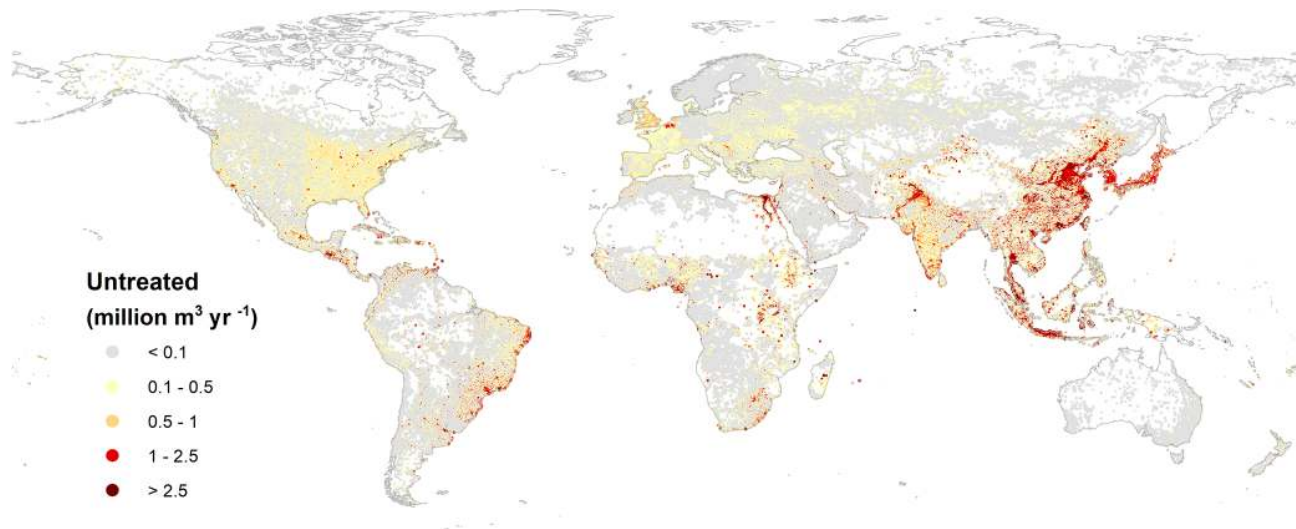 Untreated
(million m³ yr ⁻¹)
< 0.1
0.1 - 0.5
0.5 - 1
1 - 2.5
> 2.5